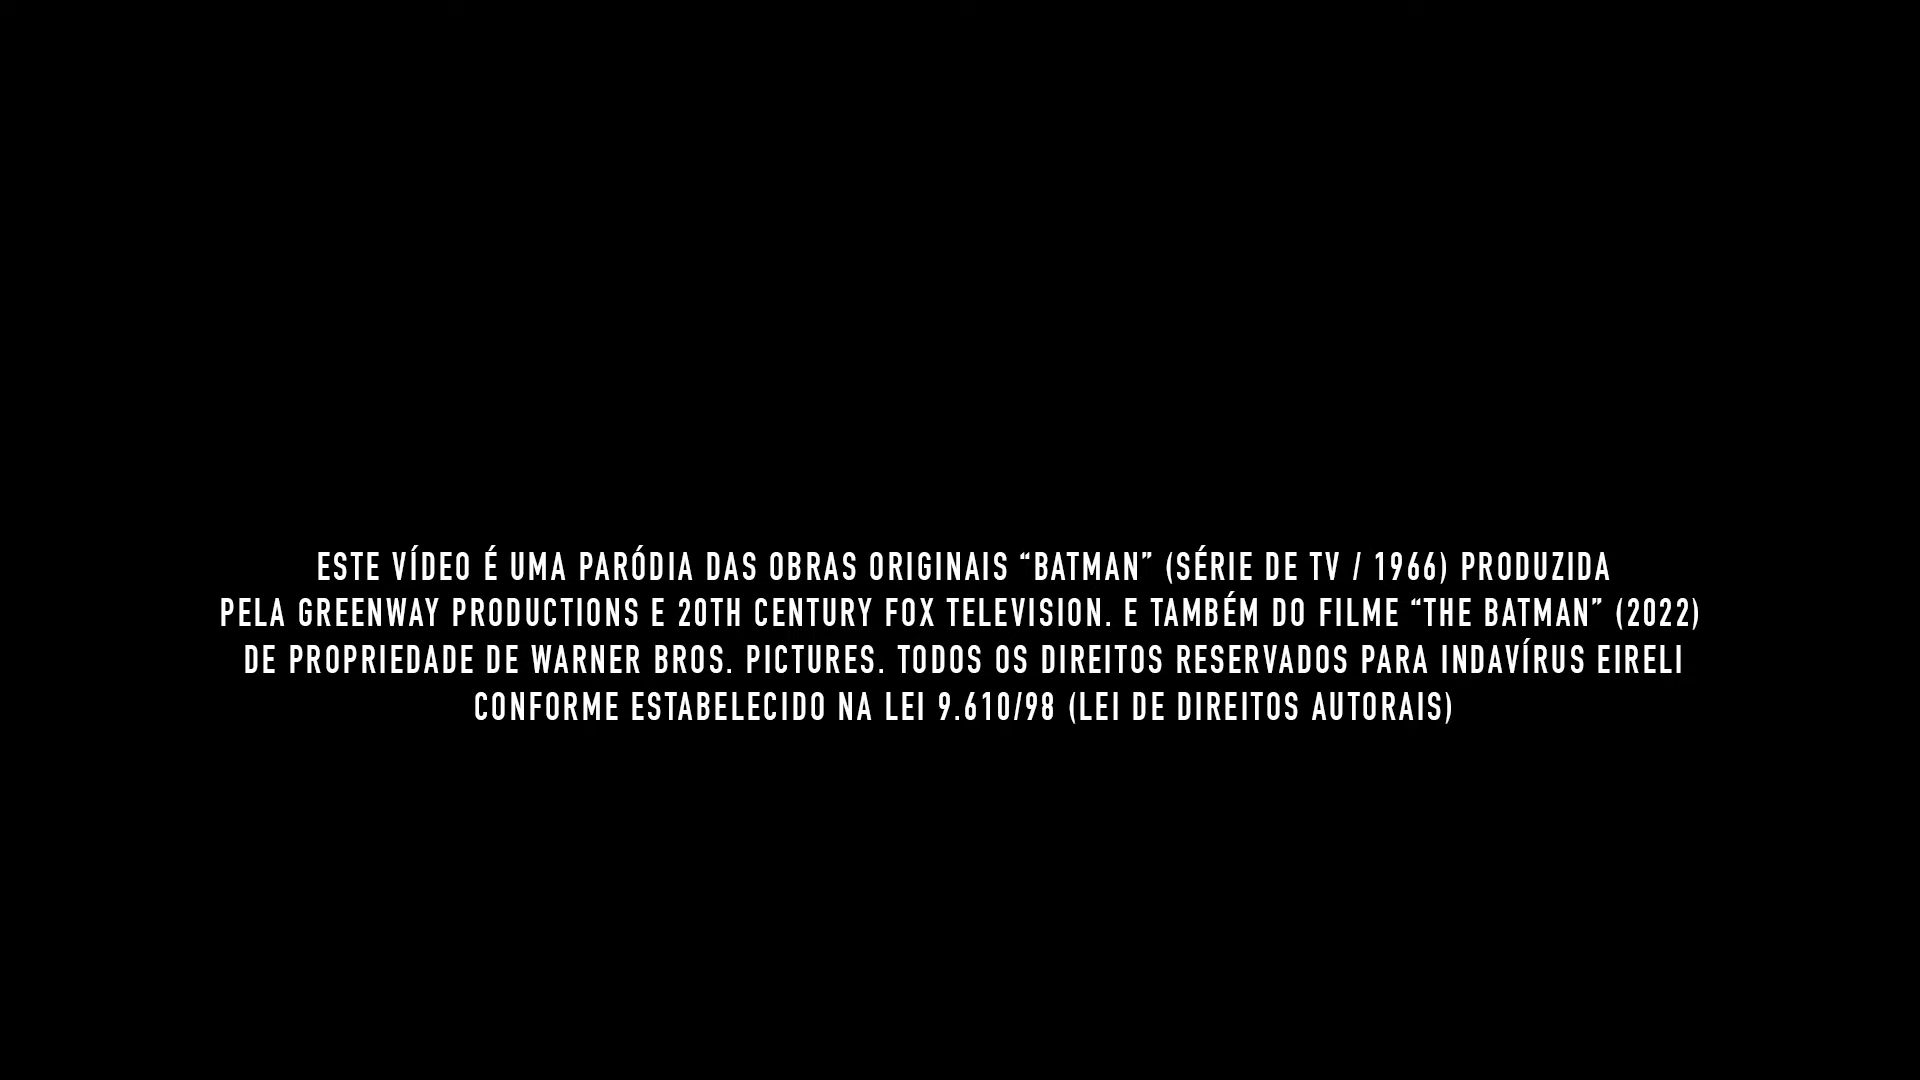 ESTE VÍDEO É UMA PARÓDIA DAS OBRAS ORIGINAIS “BATMAN” (SÉRIE DE TV / 1966) PRODUZIDA
PELA GREENWAY PRODUCTIONS E 20TH CENTURY FOX TELEVISION. E TAMBÉM DO FILME “THE BATMAN” (2022)
DE PROPRIEDADE DE WARNER BROS. PICTURES. TODOS OS DIREITOS RESERVADOS PARA INDAVÍRUS EIRELI
CONFORME ESTABELECIDO NA LEI 9.610/98 (LEI DE DIREITOS AUTORAIS)